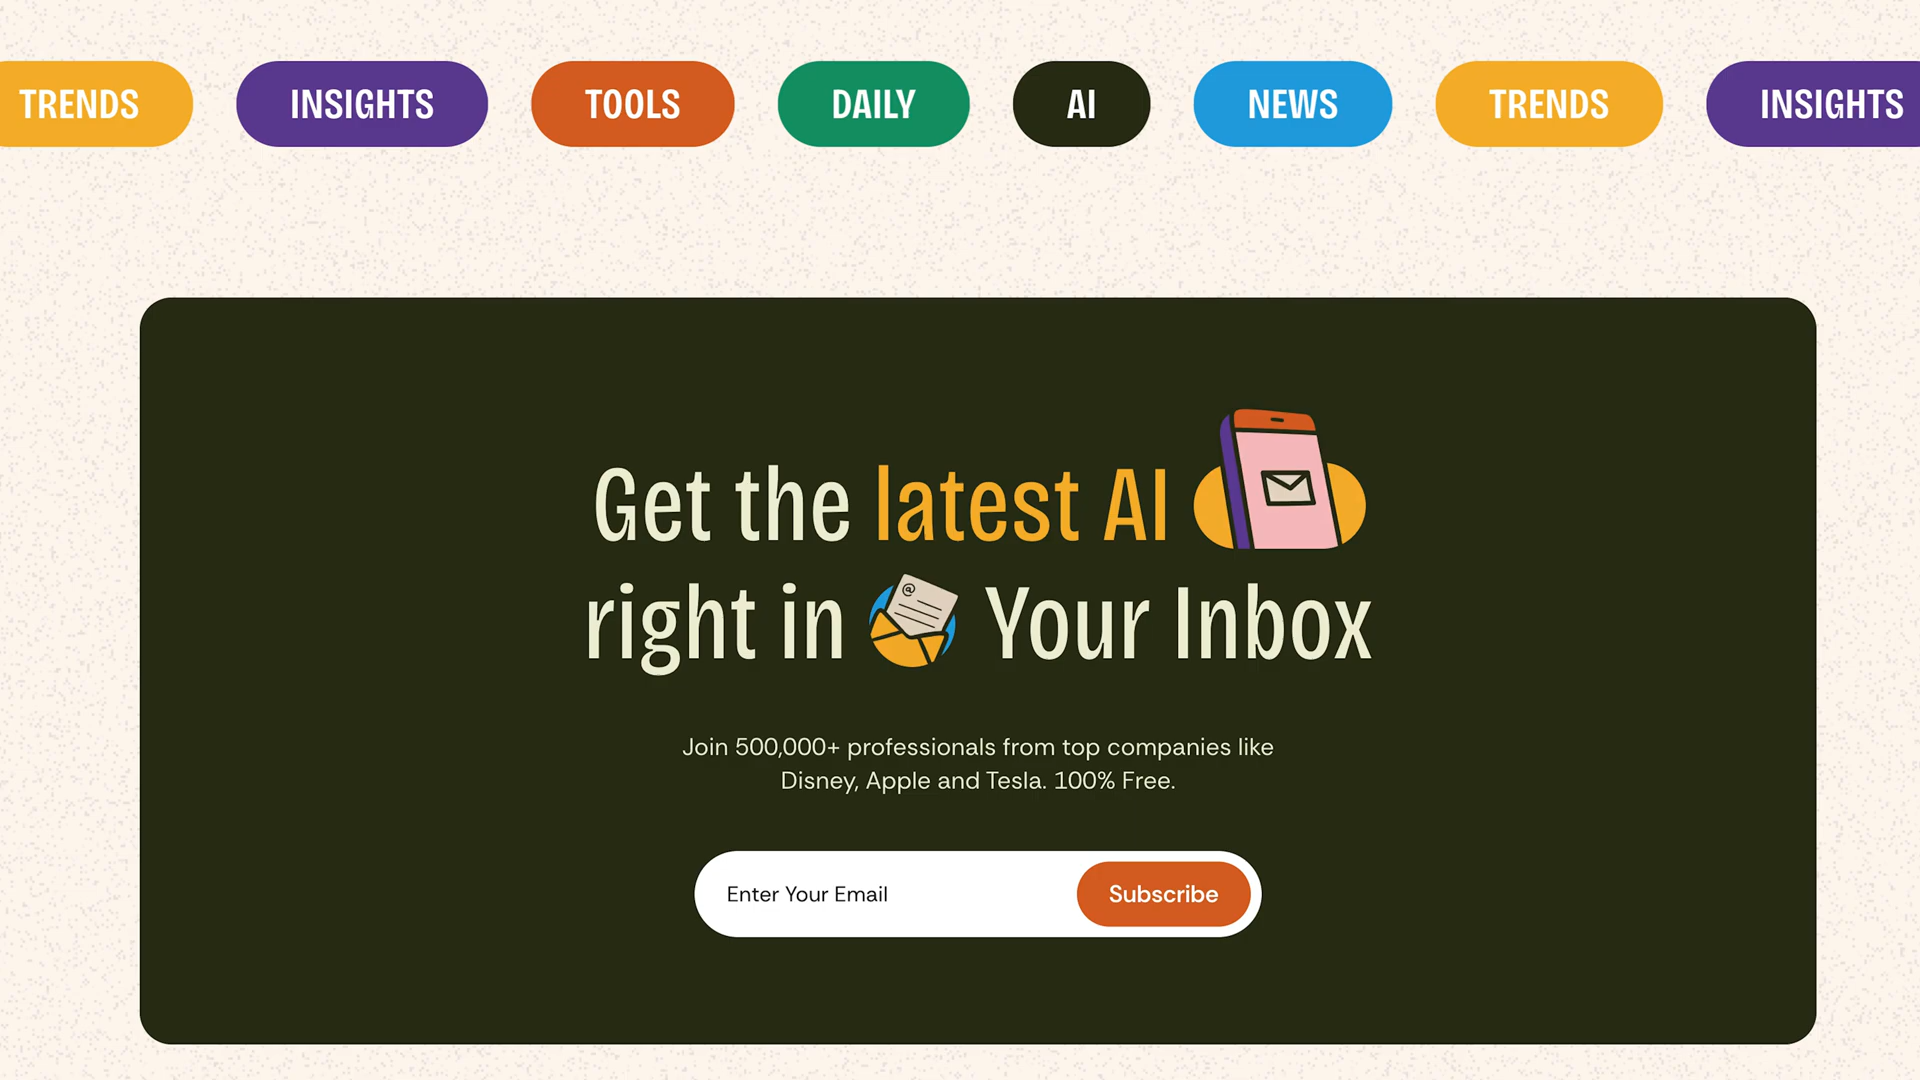 TRENDS INSIGHTS TOOLS DAILY AI NEWS TRENDS INSIGHTS
Get the latest AI
right in @ Your Inbox
Join 500,000+ professionals from top companies like
Disney, Apple and Tesla. 100% Free.
Enter Your Email Subscribe